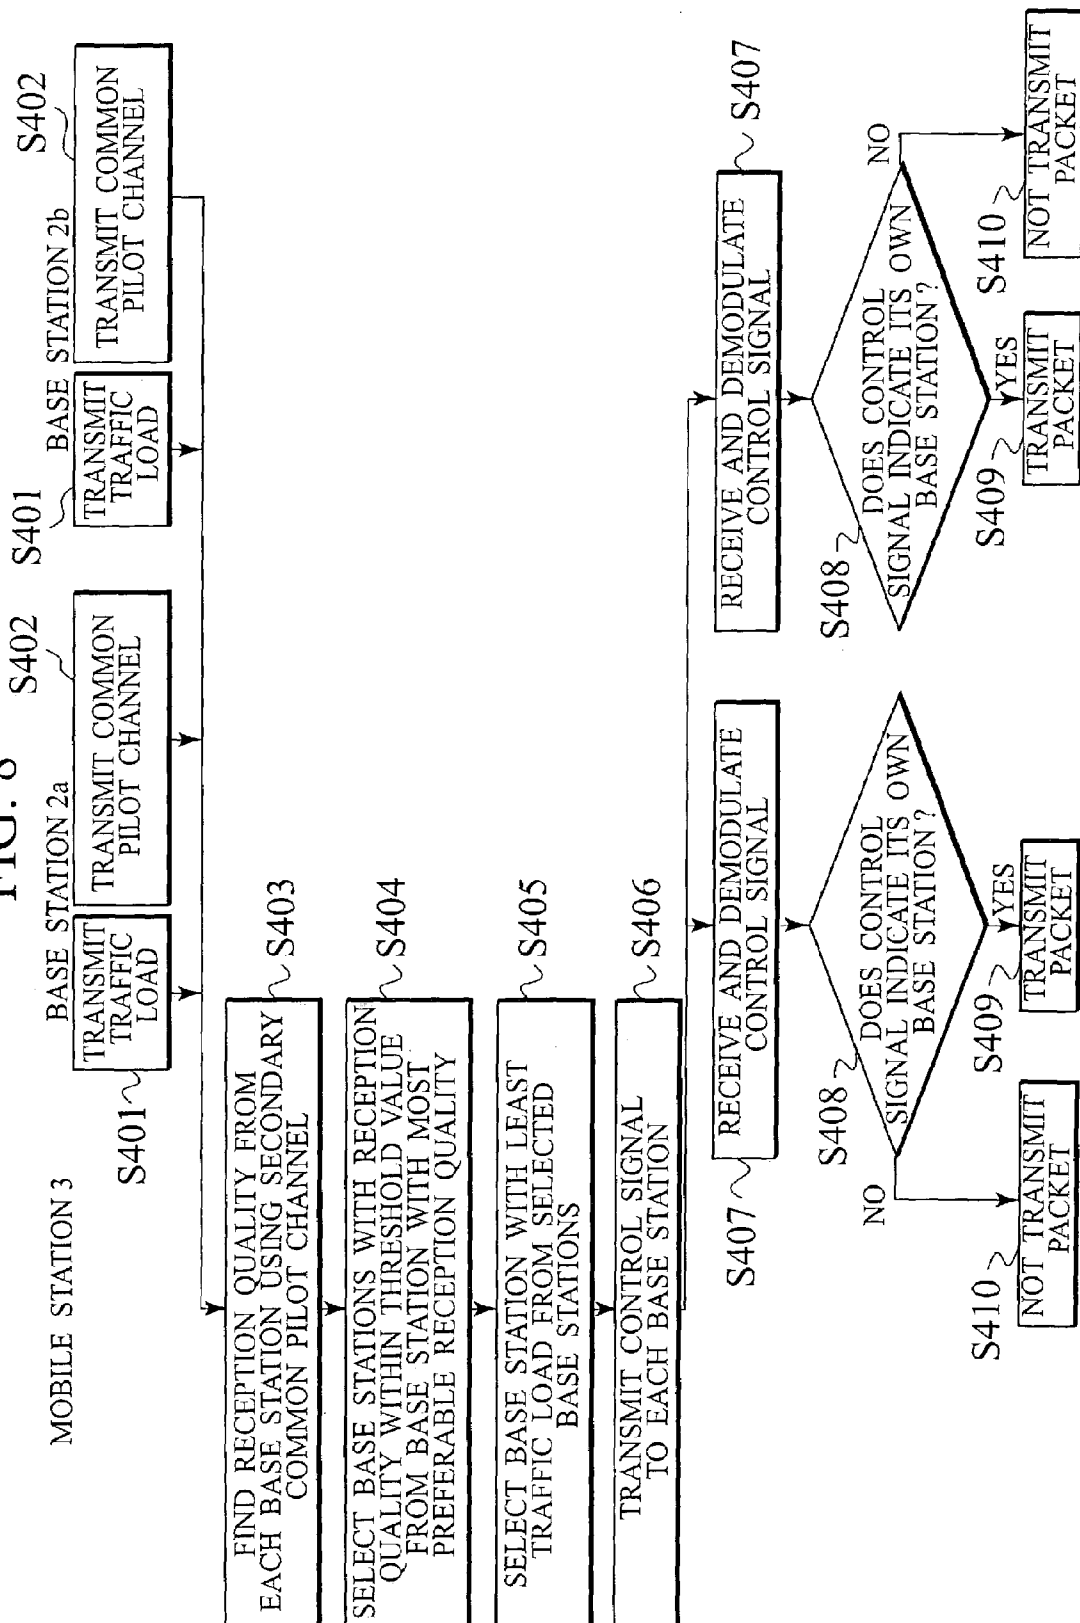 FIG. 8
MOBILE STATION 3
BASE STATION 2a
BASE STATION 2b
S401
TRANSMIT
TRAFFIC
LOAD
S402
TRANSMIT COMMON
PILOT CHANNEL
S401
TRANSMIT
TRAFFIC
LOAD
S402
TRANSMIT COMMON
PILOT CHANNEL
FIND RECEPTION QUALITY FROM
EACH BASE STATION USING SECONDARY
COMMON PILOT CHANNEL
S403
SELECT BASE STATIONS WITH RECEPTION
QUALITY WITHIN THRESHOLD VALUE
FROM BASE STATION WITH MOST
PREFERABLE RECEPTION QUALITY
S404
SELECT BASE STATION WITH LEAST
TRAFFIC LOAD FROM SELECTED
BASE STATIONS
S405
TRANSMIT CONTROL SIGNAL
TO EACH BASE STATION
S406
S407
RECEIVE AND DEMODULATE
CONTROL SIGNAL
RECEIVE AND DEMODULATE
CONTROL SIGNAL
S407
S408
DOES CONTROL
SIGNAL INDICATE ITS OWN
BASE STATION?
NO
YES
S408
DOES CONTROL
SIGNAL INDICATE ITS OWN
BASE STATION?
NO
YES
S410
NOT TRANSMIT
PACKET
S409
TRANSMIT
PACKET
S409
TRANSMIT
PACKET
S410
NOT TRANSMIT
PACKET